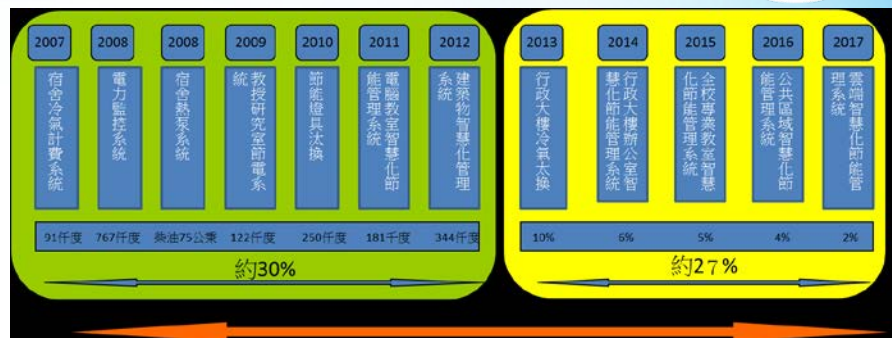 2007
2008
2008
2009
2010
2011
2012
2013
2014
2015
2016
2017
宿舍冷氣計費系統
電力監控系統
宿舍熱泵系統
教授研究室節電系
統
節能燈具汰換
電腦教室智慧化節
能管理系統
建築物智慧化管理
系統
行政大樓冷氣太換
行政大樓辦公室智
慧化節能管理系統
全校專業教室智慧
化節能管理系統
公共區域智慧化節
能管理系統
雲端智慧化節能管
理系統
91仟度
767仟度
柴油75公秉
122仟度
250仟度
181仟度
344仟度
10%
6%
5%
4%
2%
約30%
約27%